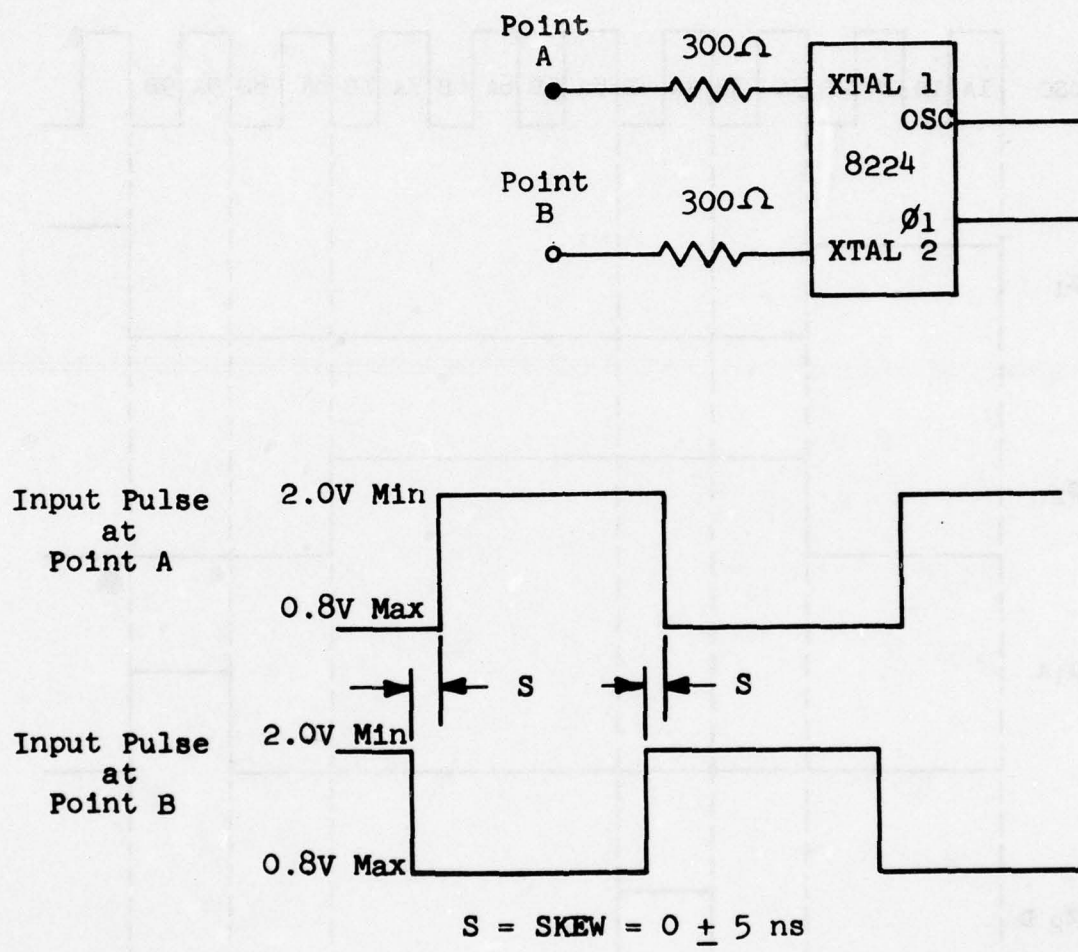 Point
A
300Ω
XTAL 1
OSC
8224
Point
B
300Ω
Ø1
XTAL 2
Input Pulse
at
Point A
2.0V Min
0.8V Max
S
S
Input Pulse
at
Point B
2.0V Min
0.8V Max
S = SKEW = 0 ± 5 ns